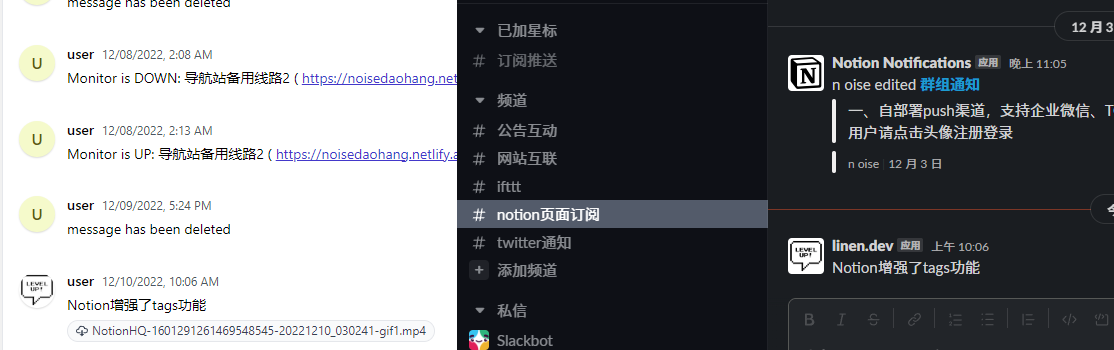 message has been deleted
U
user 12/08/2022, 2:08 AM
Monitor is DOWN: 导航站备用线路2 ( https://noisedaohang.net
U
user 12/08/2022, 2:13 AM
Monitor is UP: 导航站备用线路2 ( https://noisedaohang.netlify.a
U
user 12/09/2022, 5:24 PM
message has been deleted
LEVEL UP!
user 12/10/2022, 10:06 AM
Notion增强了tags功能
NotionHQ-1601291261469548545-20221210_030241-gif1.mp4
已加星标
# 订阅推送
频道
# 公告互动
# 网站互联
# ifttt
# notion页面订阅
# twitter通知
+ 添加频道
私信
Slackbot
12 月 3
N
Notion Notifications 应用 晚上 11:05
n oise edited 群组通知
一、自部署push渠道，支持企业微信、T
用户请点击头像注册登录
n oise | 12 月 3 日
LEVEL UP!
linen.dev 应用 上午 10:06
Notion增强了tags功能
B I S </>